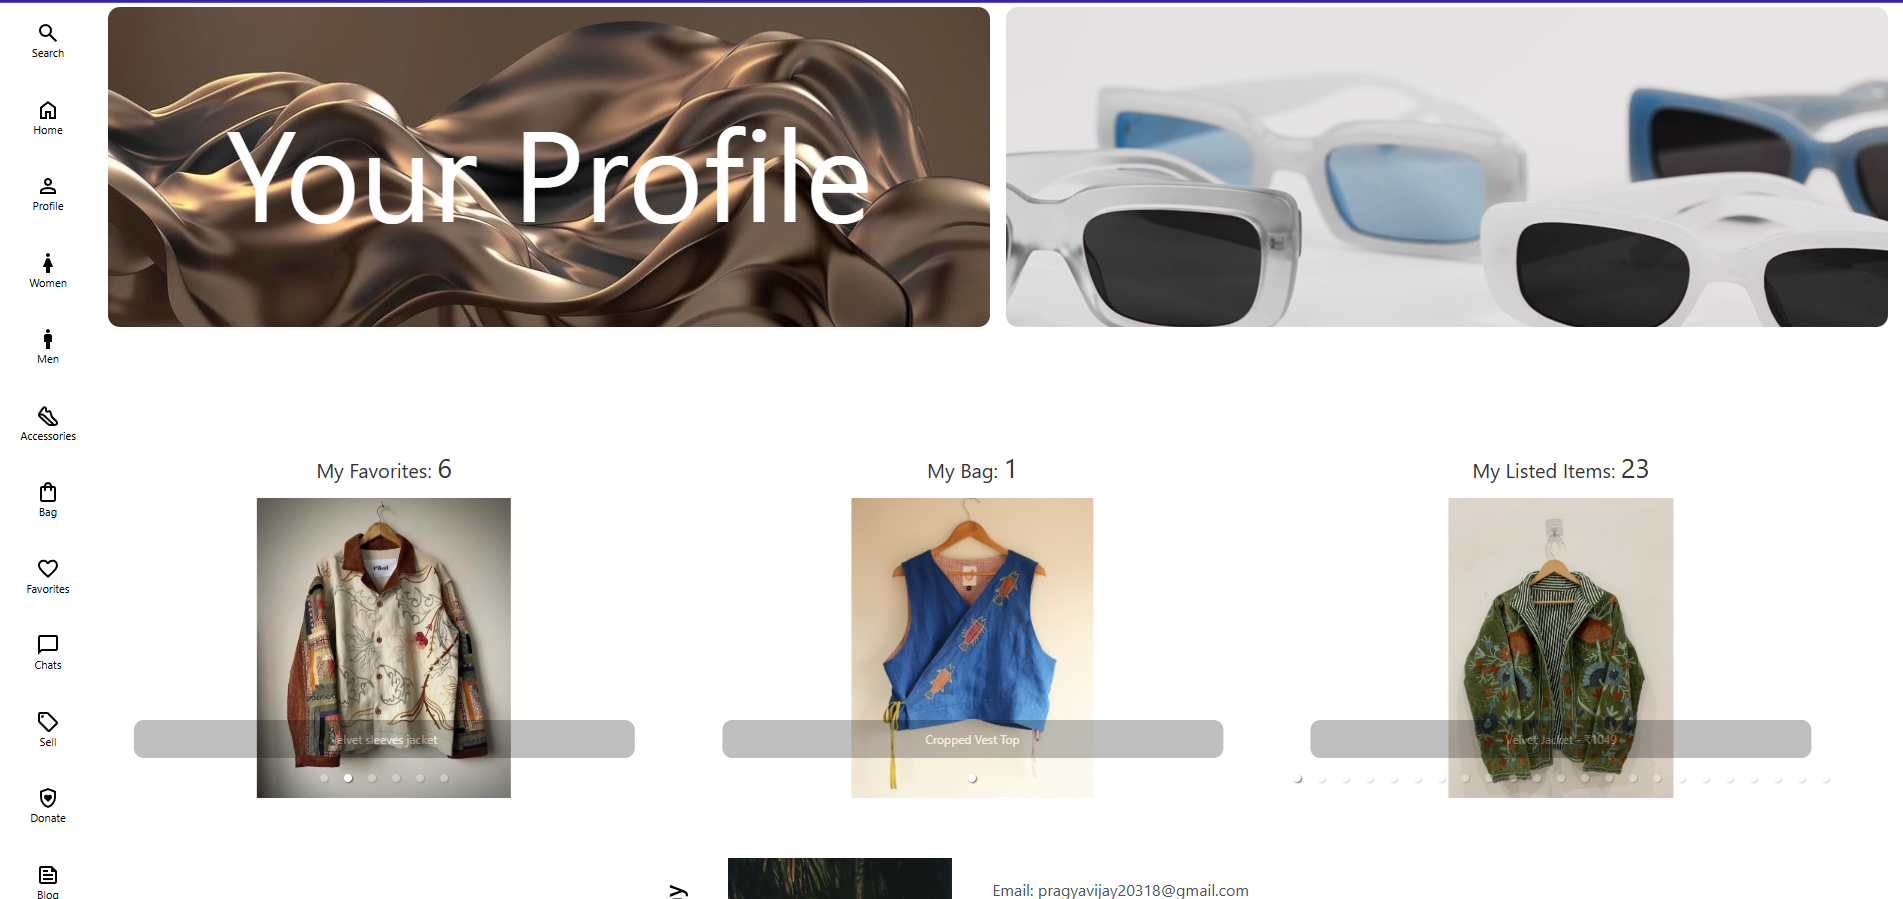 Search
Home
Profile
Women
Men
Accessories
Bag
Favorites
Chats
Sell
Donate
Blog
Your Profile
My Favorites: 6
Pikol
Velvet sleeves jacket
My Bag: 1
Cropped Vest Top
My Listed Items: 23
Velvet Jacket - ₹1049
Email: pragyavijay20318@gmail.com